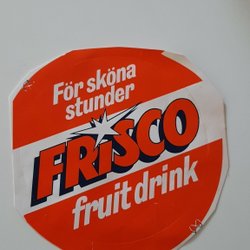 För sköna
stunder
FRiSCO
fruit drink